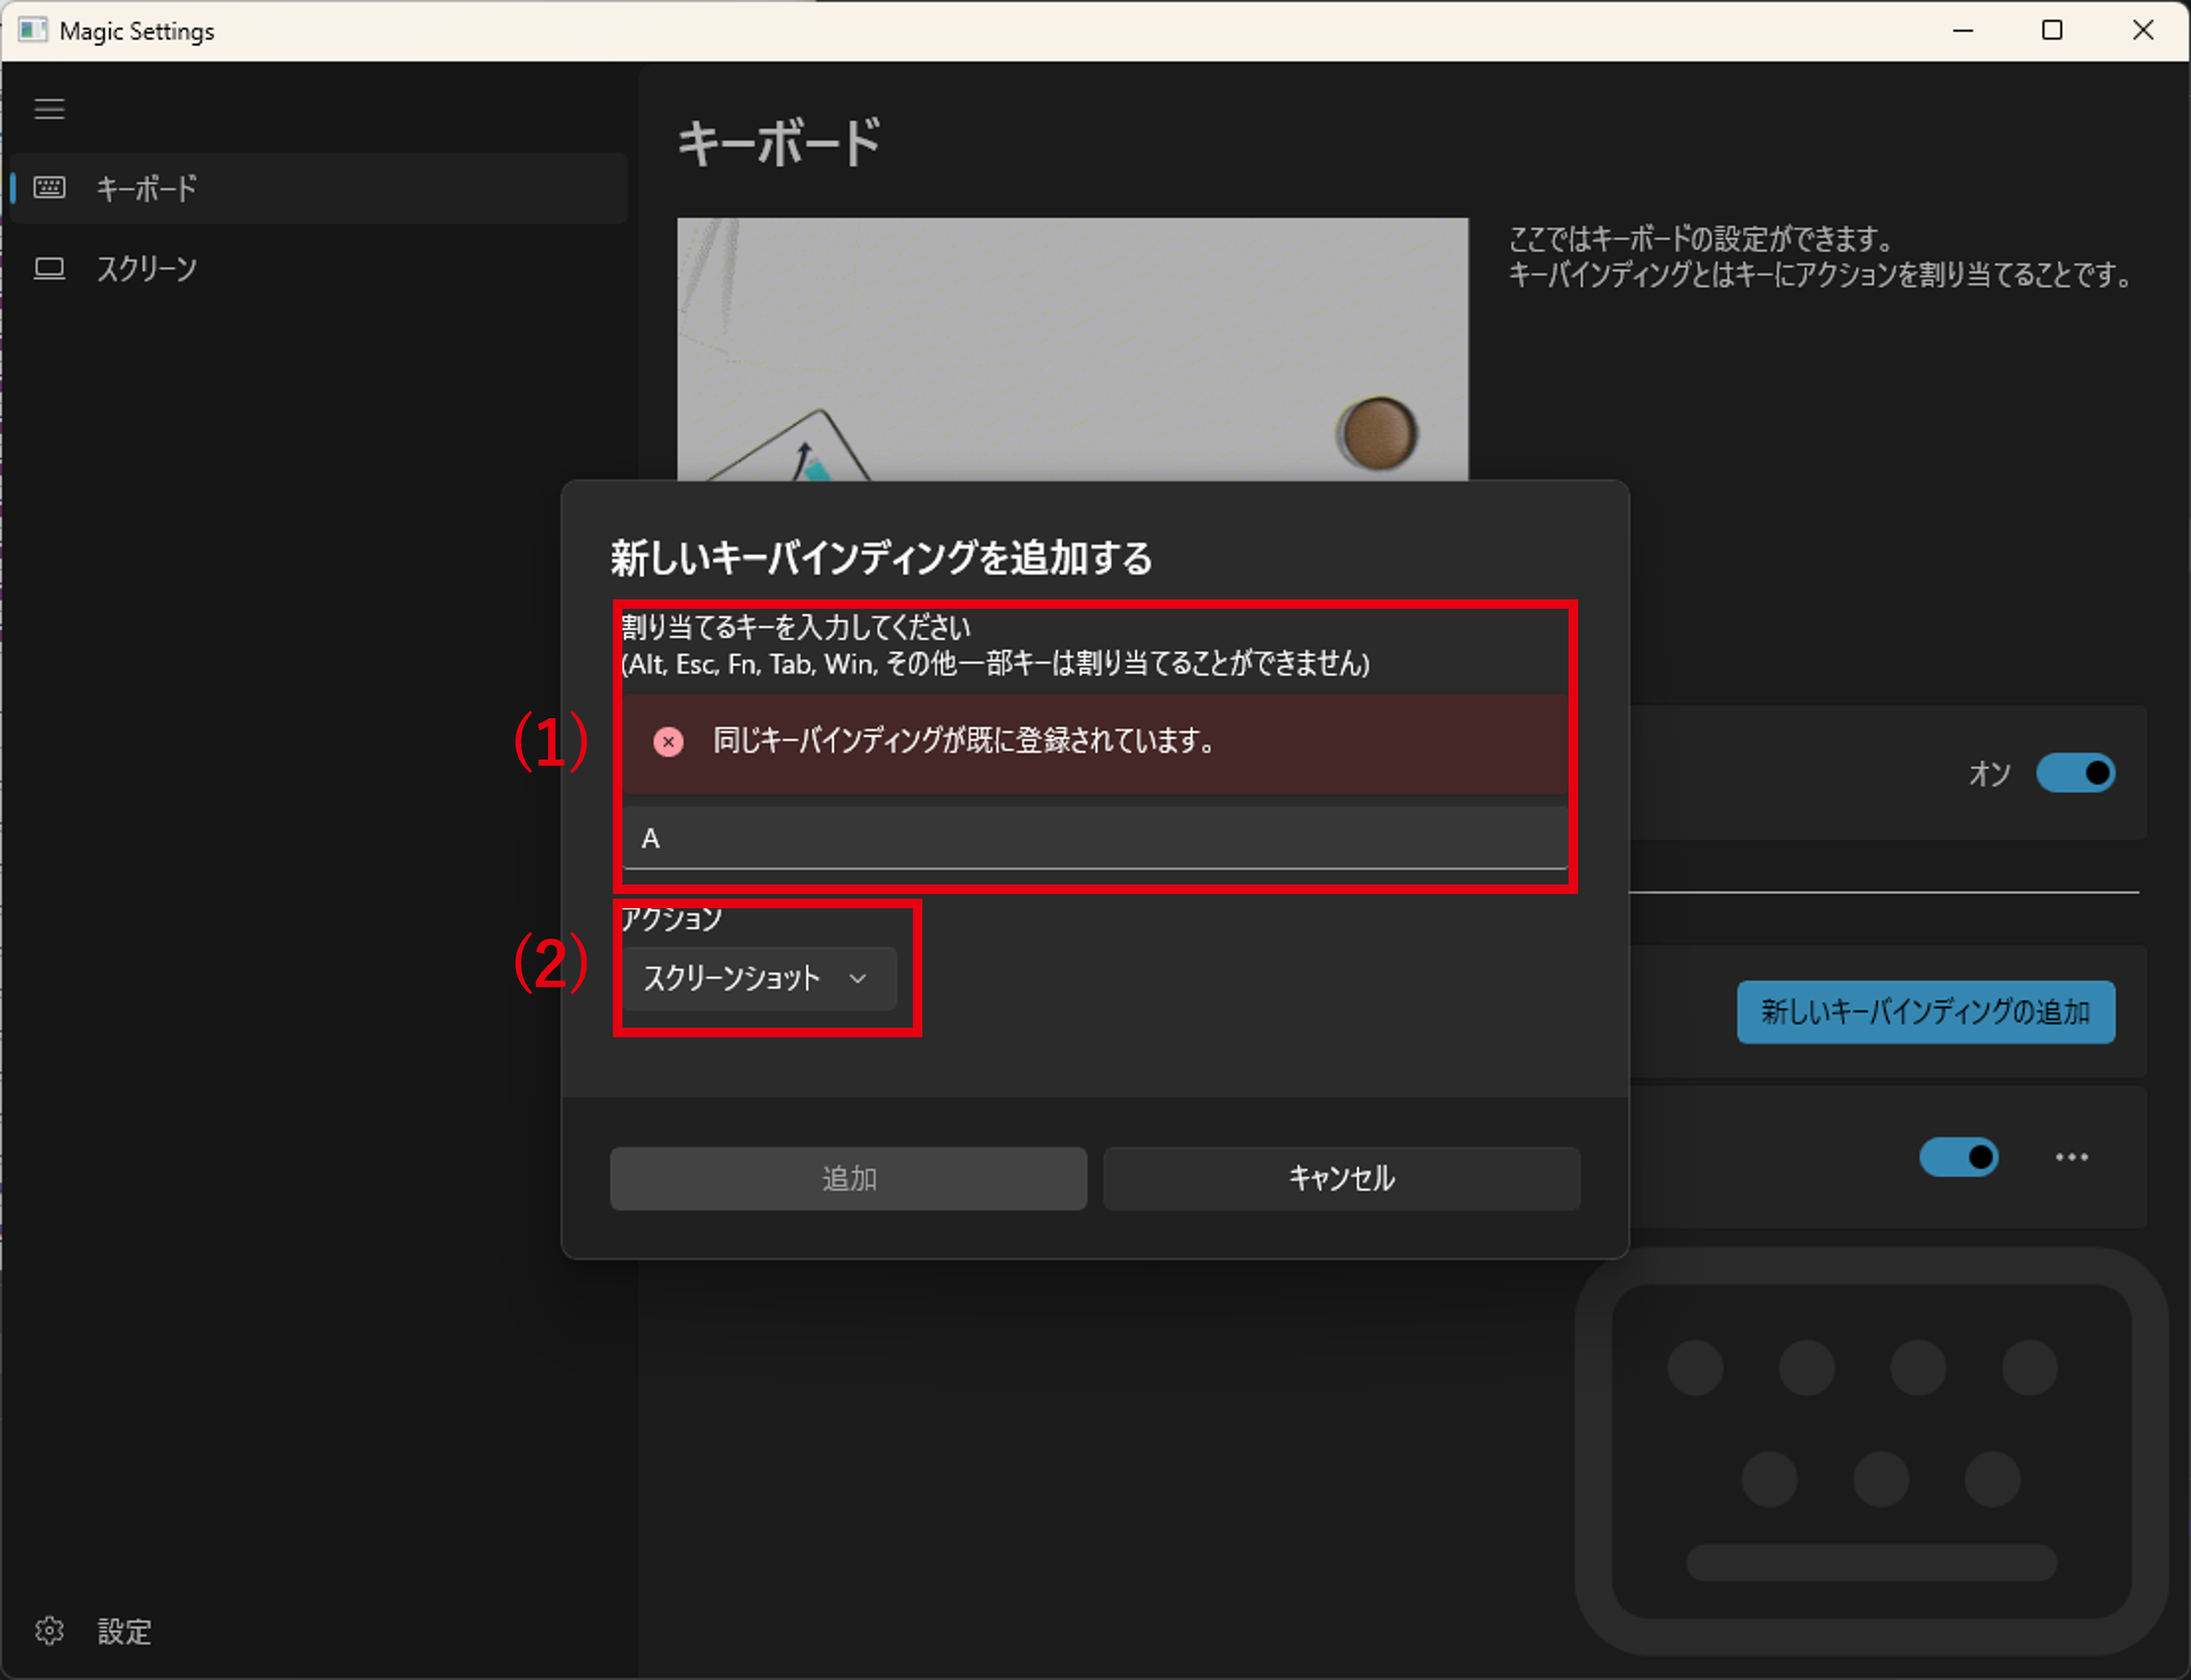 Magic Settings
キーボード
スクリーン
設定
キーボード
ここではキーボードの設定ができます。
キーバインディングとはキーにアクションを割り当てることです。
新しいキーバインディングを追加する
割り当てるキーを入力してください
(Alt, Esc, Fn, Tab, Win, その他一部キーは割り当てることができません)
(1)
同じキーバインディングが既に登録されています。
A
(2)
アクション
スクリーンショット
追加
キャンセル
オン
新しいキーバインディングの追加